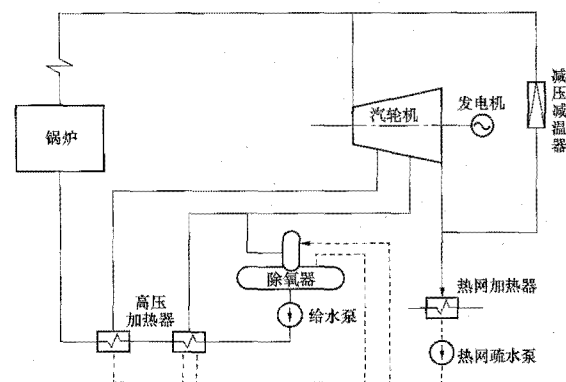 减压减温器
发电机
汽轮机
锅炉
除氧器
热网加热器
高压
加热器
给水泵
热网疏水泵